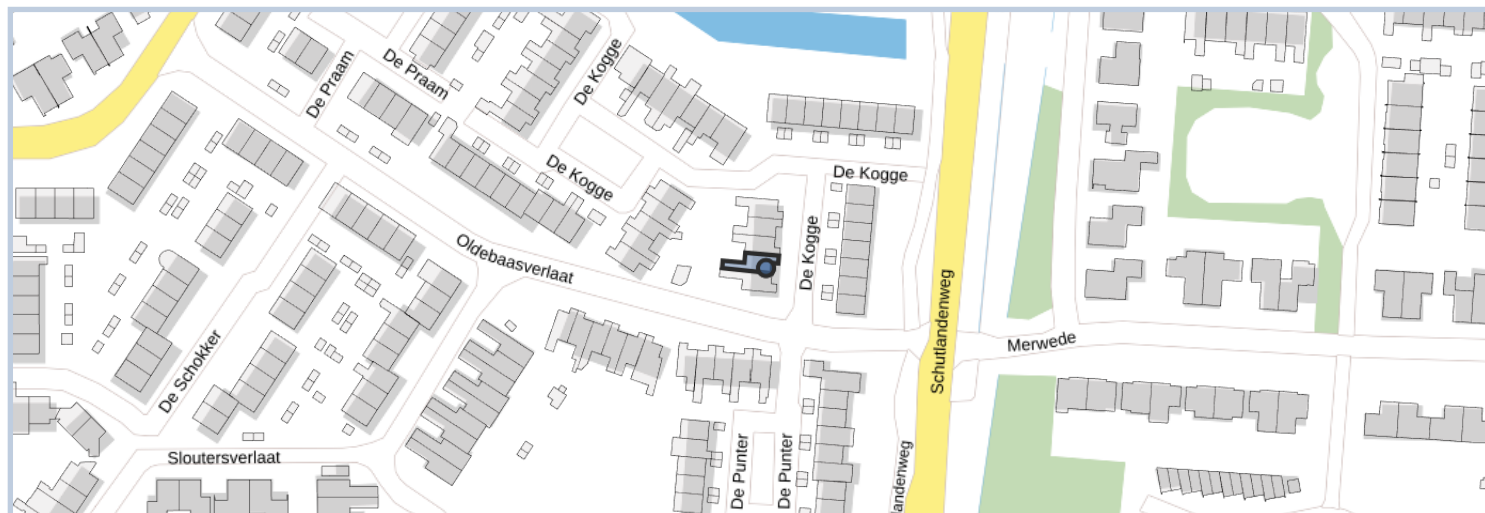 De Praam
De Praam
De Kogge
De Kogge
De Kogge
De Kogge
Oldebaasverlaat
Schutlandenweg
Merwede
De Schokker
Sloutersverlaat
De Punter
De Punter
landenweg